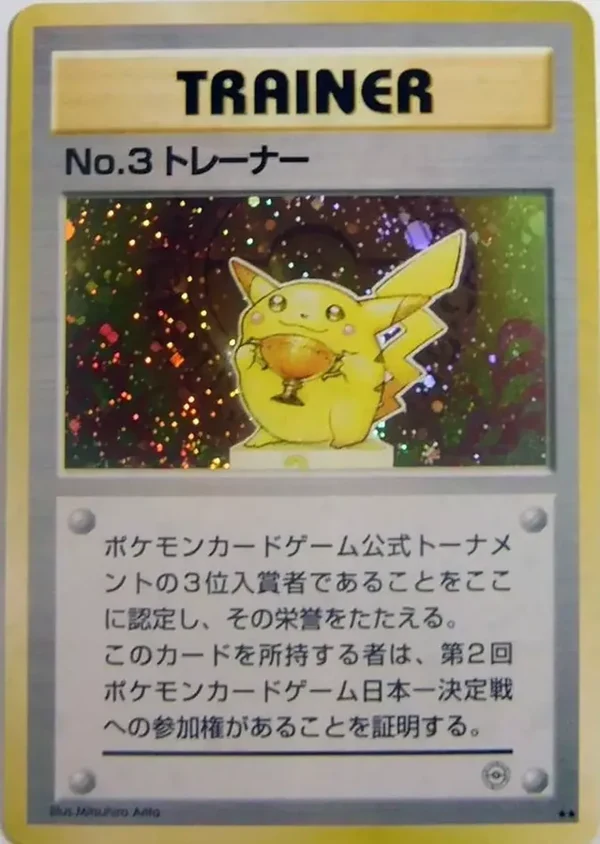 TRAINER
No.3 トレーナー
ポケモンカードゲーム公式トーナメ
ントの3位入賞者であることをここ
に認定し、その栄誉をたたえる。
このカードを所持する者は、第2回
ポケモンカードゲーム日本一決定戦
への参加権があることを証明する。
Illus. Mitsuhiro Arita
★★